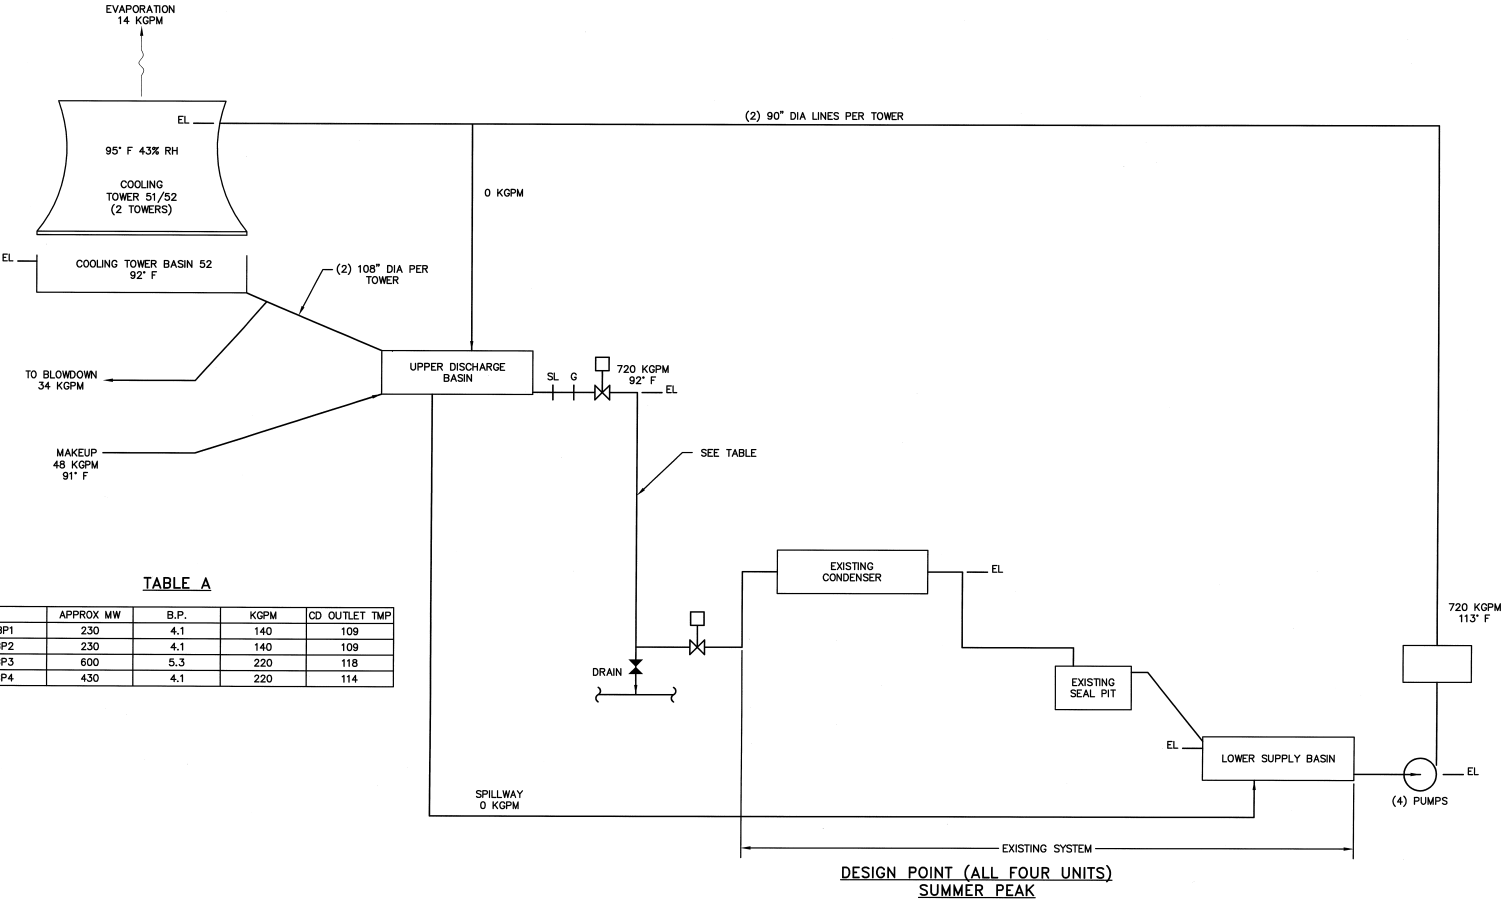 EVAPORATION
14 KGPM
(2) 90" DIA LINES PER TOWER
EL
95° F 43% RH
COOLING
TOWER 51/52
(2 TOWERS)
0 KGPM
EL
COOLING TOWER BASIN 52
92° F
(2) 108" DIA PER
TOWER
TO BLOWDOWN
34 KGPM
UPPER DISCHARGE
BASIN
SL G
720 KGPM
92° F
EL
MAKEUP
48 KGPM
91° F
SEE TABLE
TABLE A
APPROX MW B.P. KGPM CD OUTLET TMP
BP1 230 4.1 140 109
P2 230 4.1 140 109
P3 600 5.3 220 118
P4 430 4.1 220 114
EXISTING
CONDENSER
EL
DRAIN
EXISTING
SEAL PIT
720 KGPM
113° F
EL
LOWER SUPPLY BASIN
EL
(4) PUMPS
SPILLWAY
0 KGPM
EXISTING SYSTEM
DESIGN POINT (ALL FOUR UNITS)
SUMMER PEAK